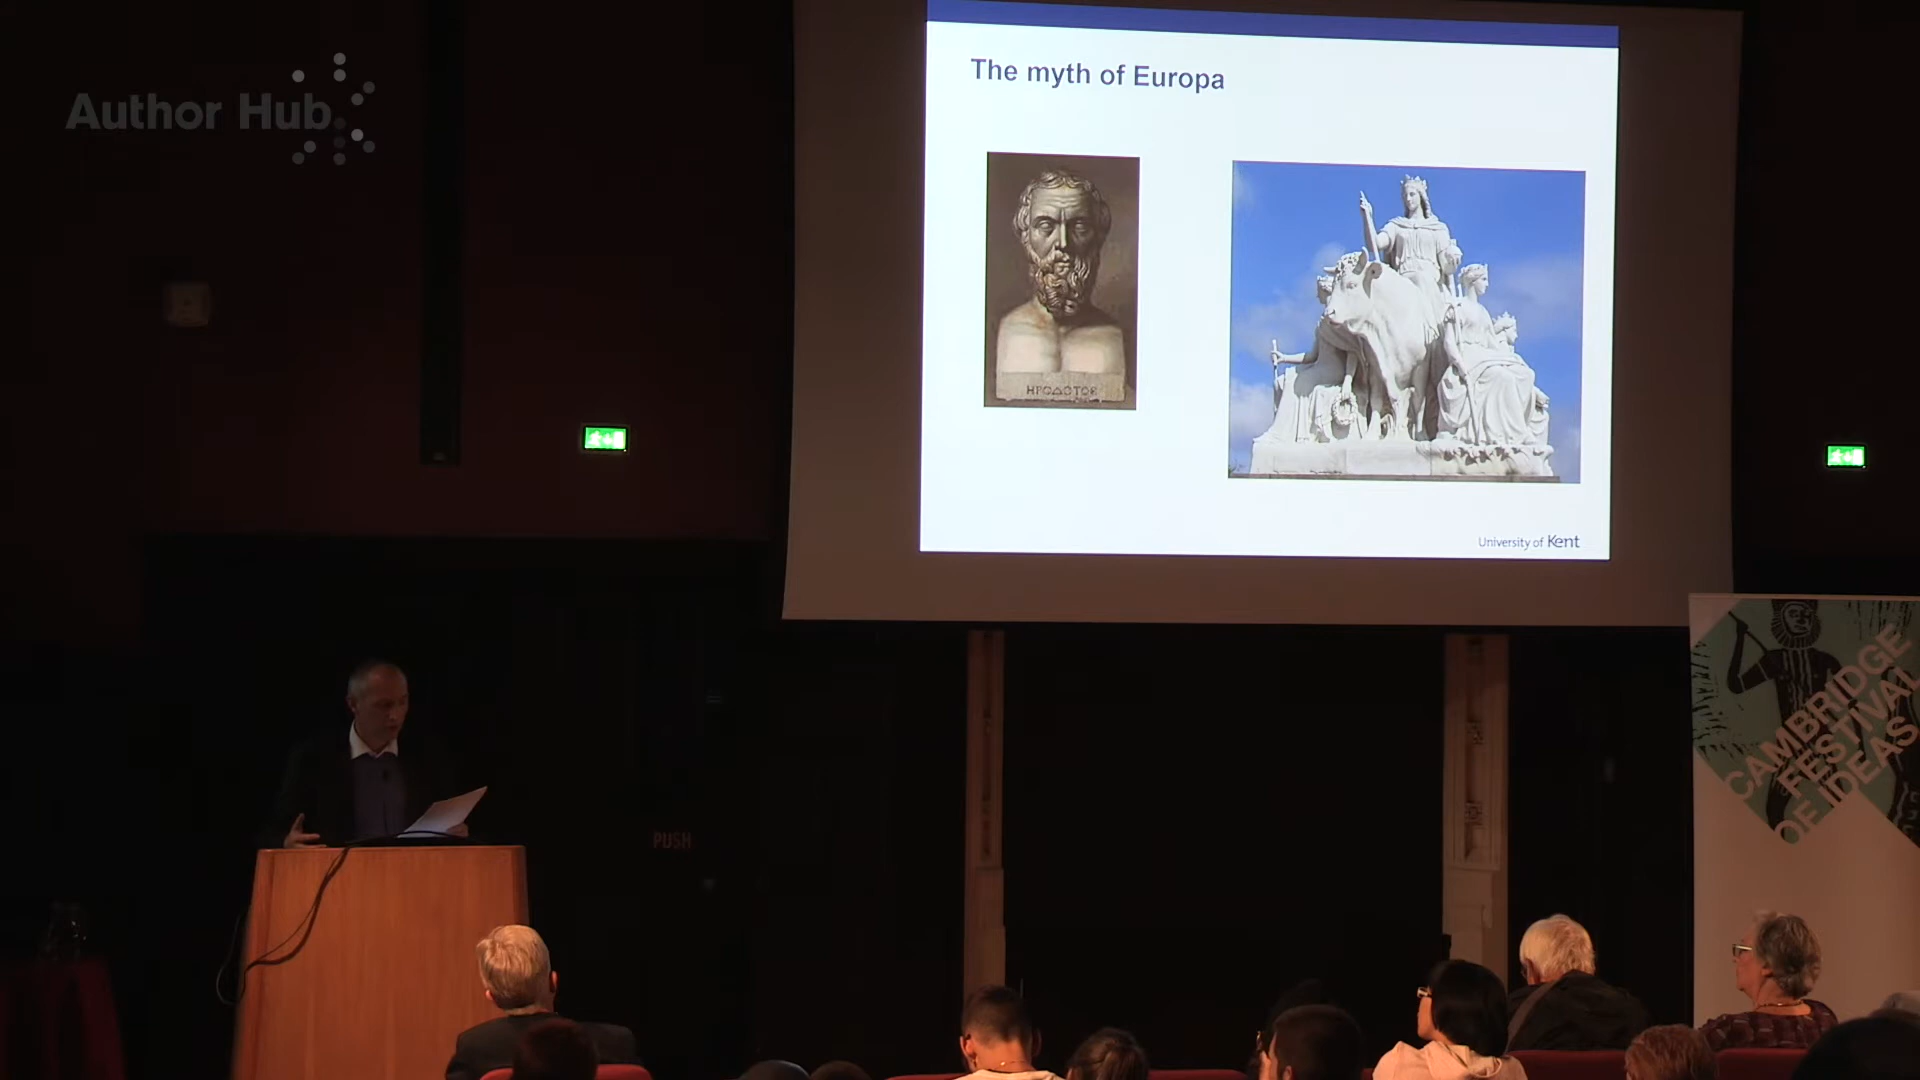 Author Hub
The myth of Europa
ΗΡΟΔΟΤΟΣ
University of Kent
PUSH
CAMBRIDGE
FESTIVAL
OF IDEAS